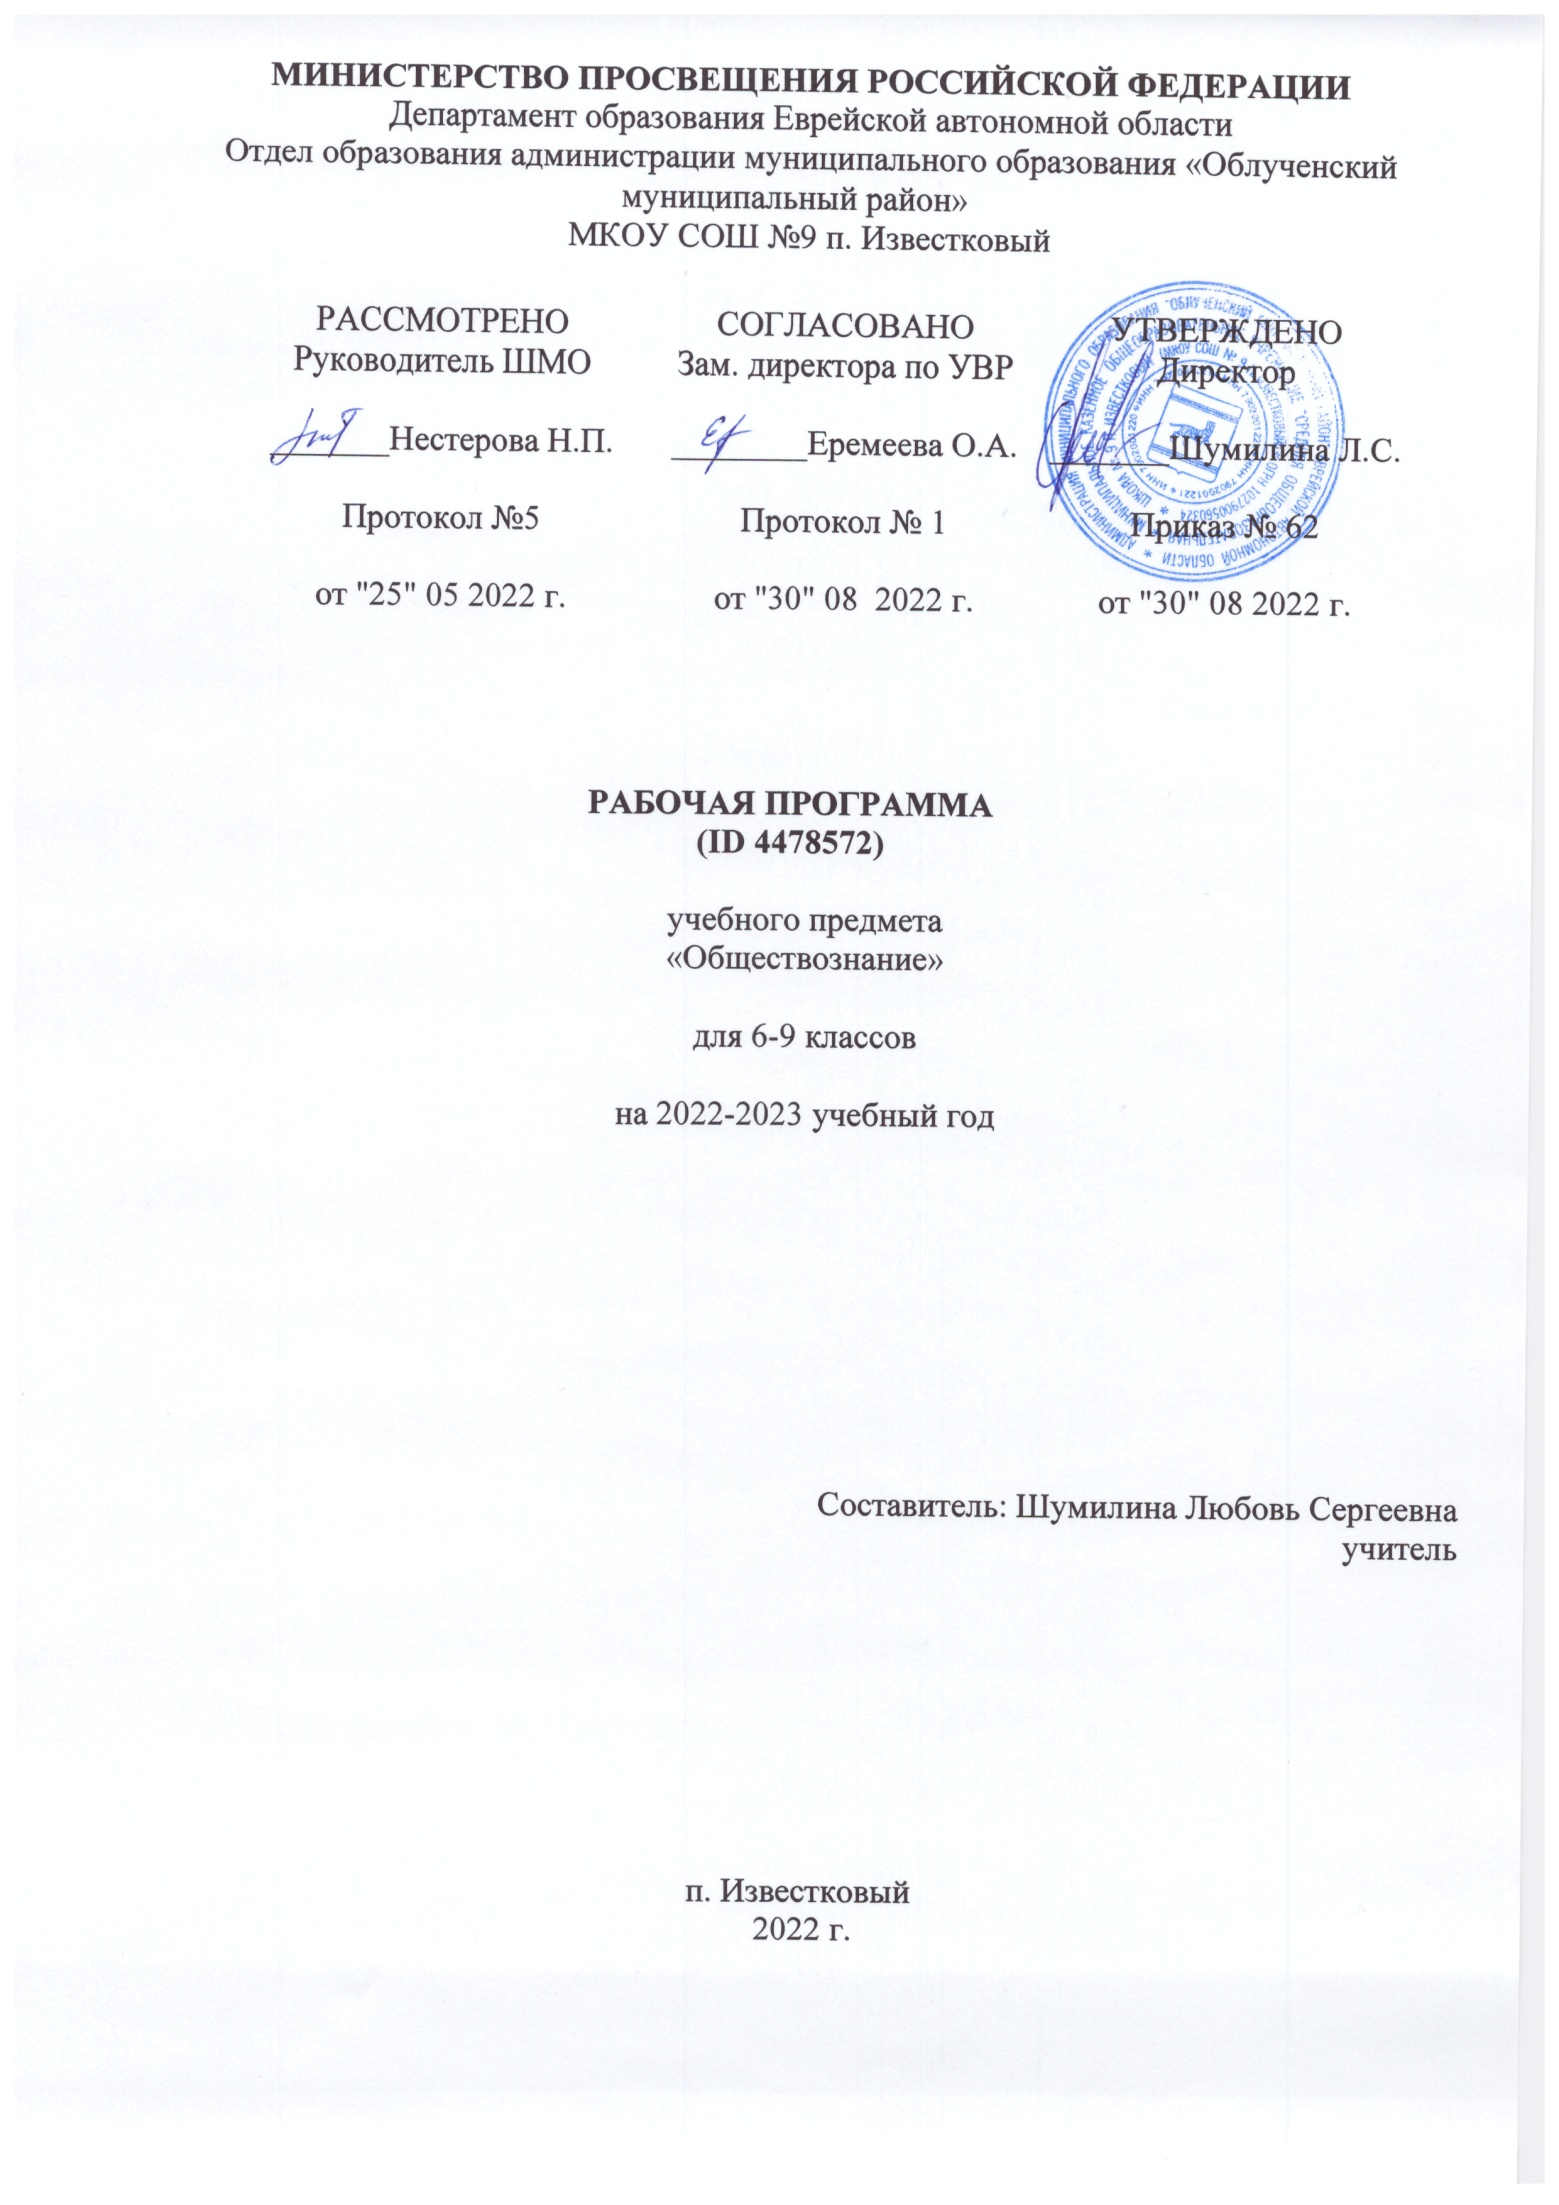 МИНИСТЕРСТВО ПРОСВЕЩЕНИЯ РОССИЙСКОЙ ФЕДЕРАЦИИ
Департамент образования Еврейской автономной области
Отдел образования администрации муниципального образования «Облученский
муниципальный район»
МКОУ СОШ №9 п. Известковый
РАССМОТРЕНО
Руководитель ШМО
________Нестерова Н.П.
Протокол №5
от "25" 05 2022 г.
СОГЛАСОВАНО
Зам. директора по УВР
________Еремеева О.А.
Протокол № 1
от "30" 08 2022 г.
УТВЕРЖДЕНО
Директор
________Шумилина Л.С.
Приказ № 62
от "30" 08 2022 г.
РАБОЧАЯ ПРОГРАММА
(ID 4478572)
учебного предмета
«Обществознание»
для 6-9 классов
на 2022-2023 учебный год
Составитель: Шумилина Любовь Сергеевна
учитель
п. Известковый
2022 г.